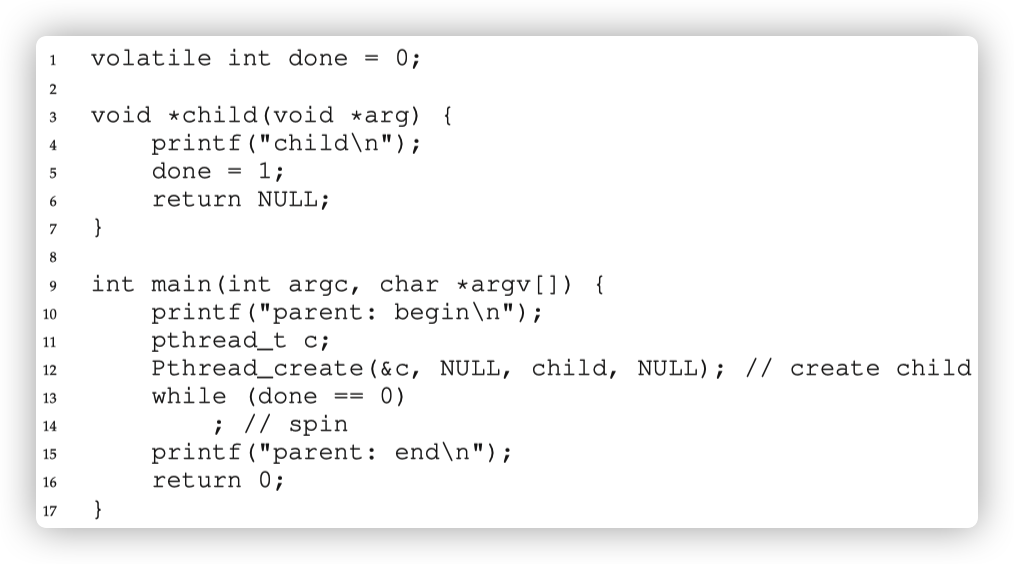 1 volatile int done = 0;
2
3 void *child(void *arg) {
4 printf("child\n");
5 done = 1;
6 return NULL;
7 }
8
9 int main(int argc, char *argv[]) {
10 printf("parent: begin\n");
11 pthread_t c;
12 Pthread_create(&c, NULL, child, NULL); // create child
13 while (done == 0)
14 ; // spin
15 printf("parent: end\n");
16 return 0;
17 }